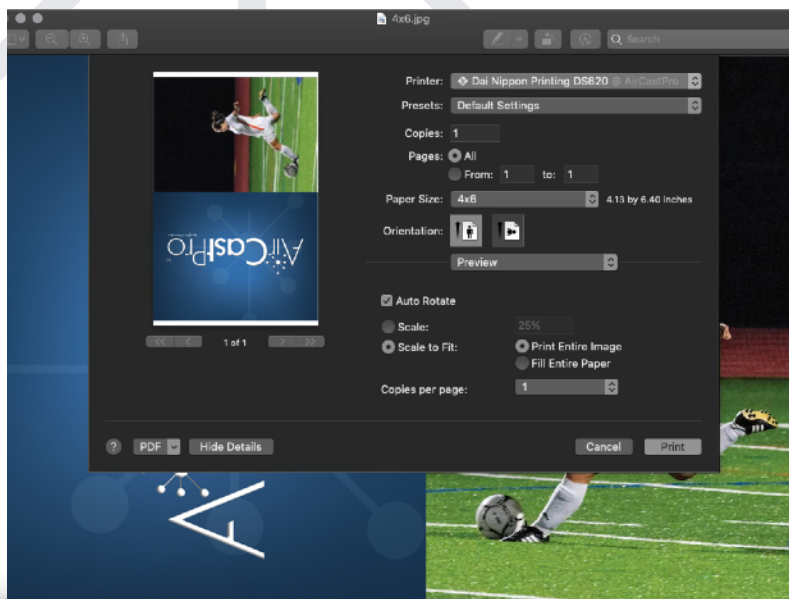 4x6.jpg
Search
Printer: Dai Nippon Printing DS620 @ AirCastPro
Presets: Default Settings
Copies: 1
Pages: All
From: 1 to: 1
Paper Size: 4x6 4.13 by 6.40 inches
Orientation:
Preview
Auto Rotate
Scale: 25%
Scale to Fit: Print Entire Image
Fill Entire Paper
Copies per page: 1
AirCastPro
<< < 1 of 1 > >>
? PDF Hide Details Cancel Print
A